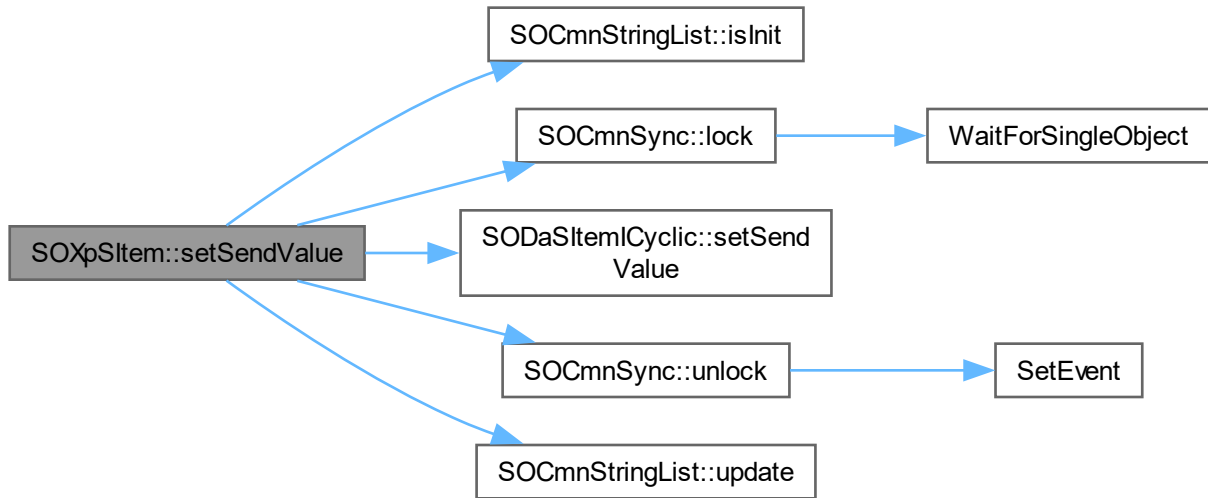 SOCmnStringList::isInit
SOCmnSync::lock
WaitForSingleObject
SOXpSItem::setSendValue
SODaSItemICyclic::setSend
Value
SOCmnSync::unlock
SetEvent
SOCmnStringList::update